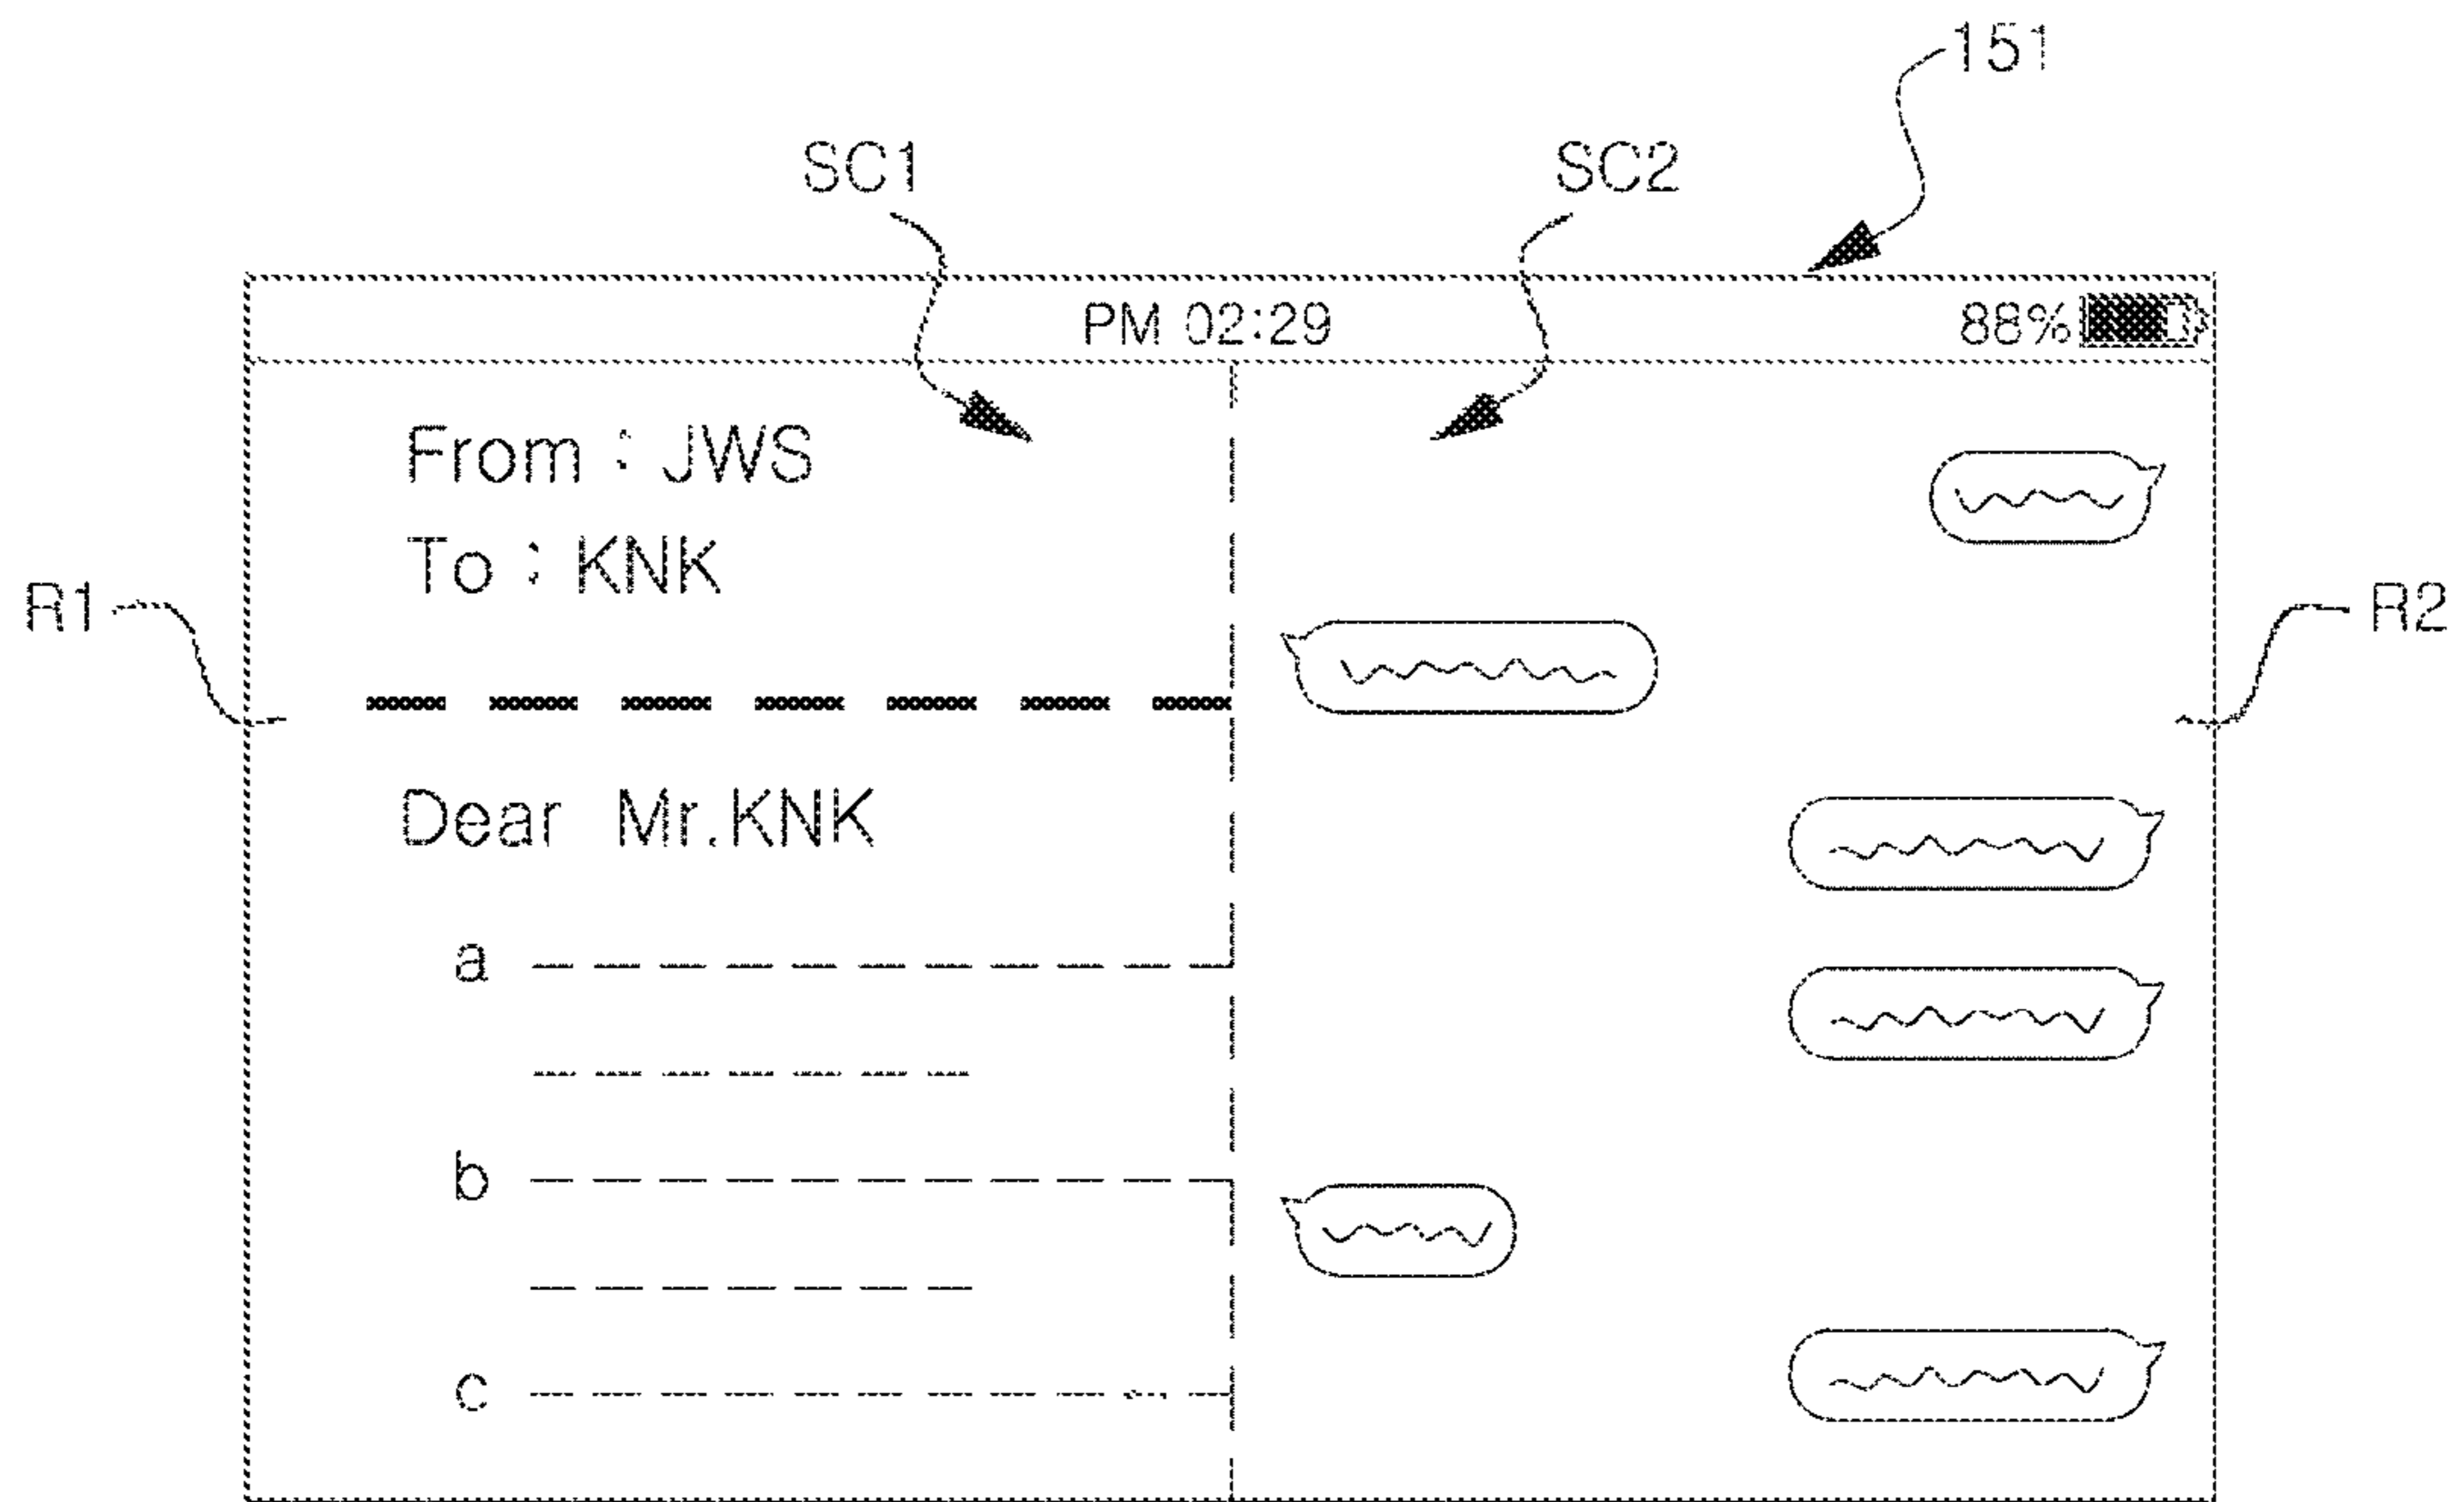 151
SC1 SC2
PM 02:29 88%
From : JWS
To : KNK
R1 R2
Dear Mr.KNK
a
b
c